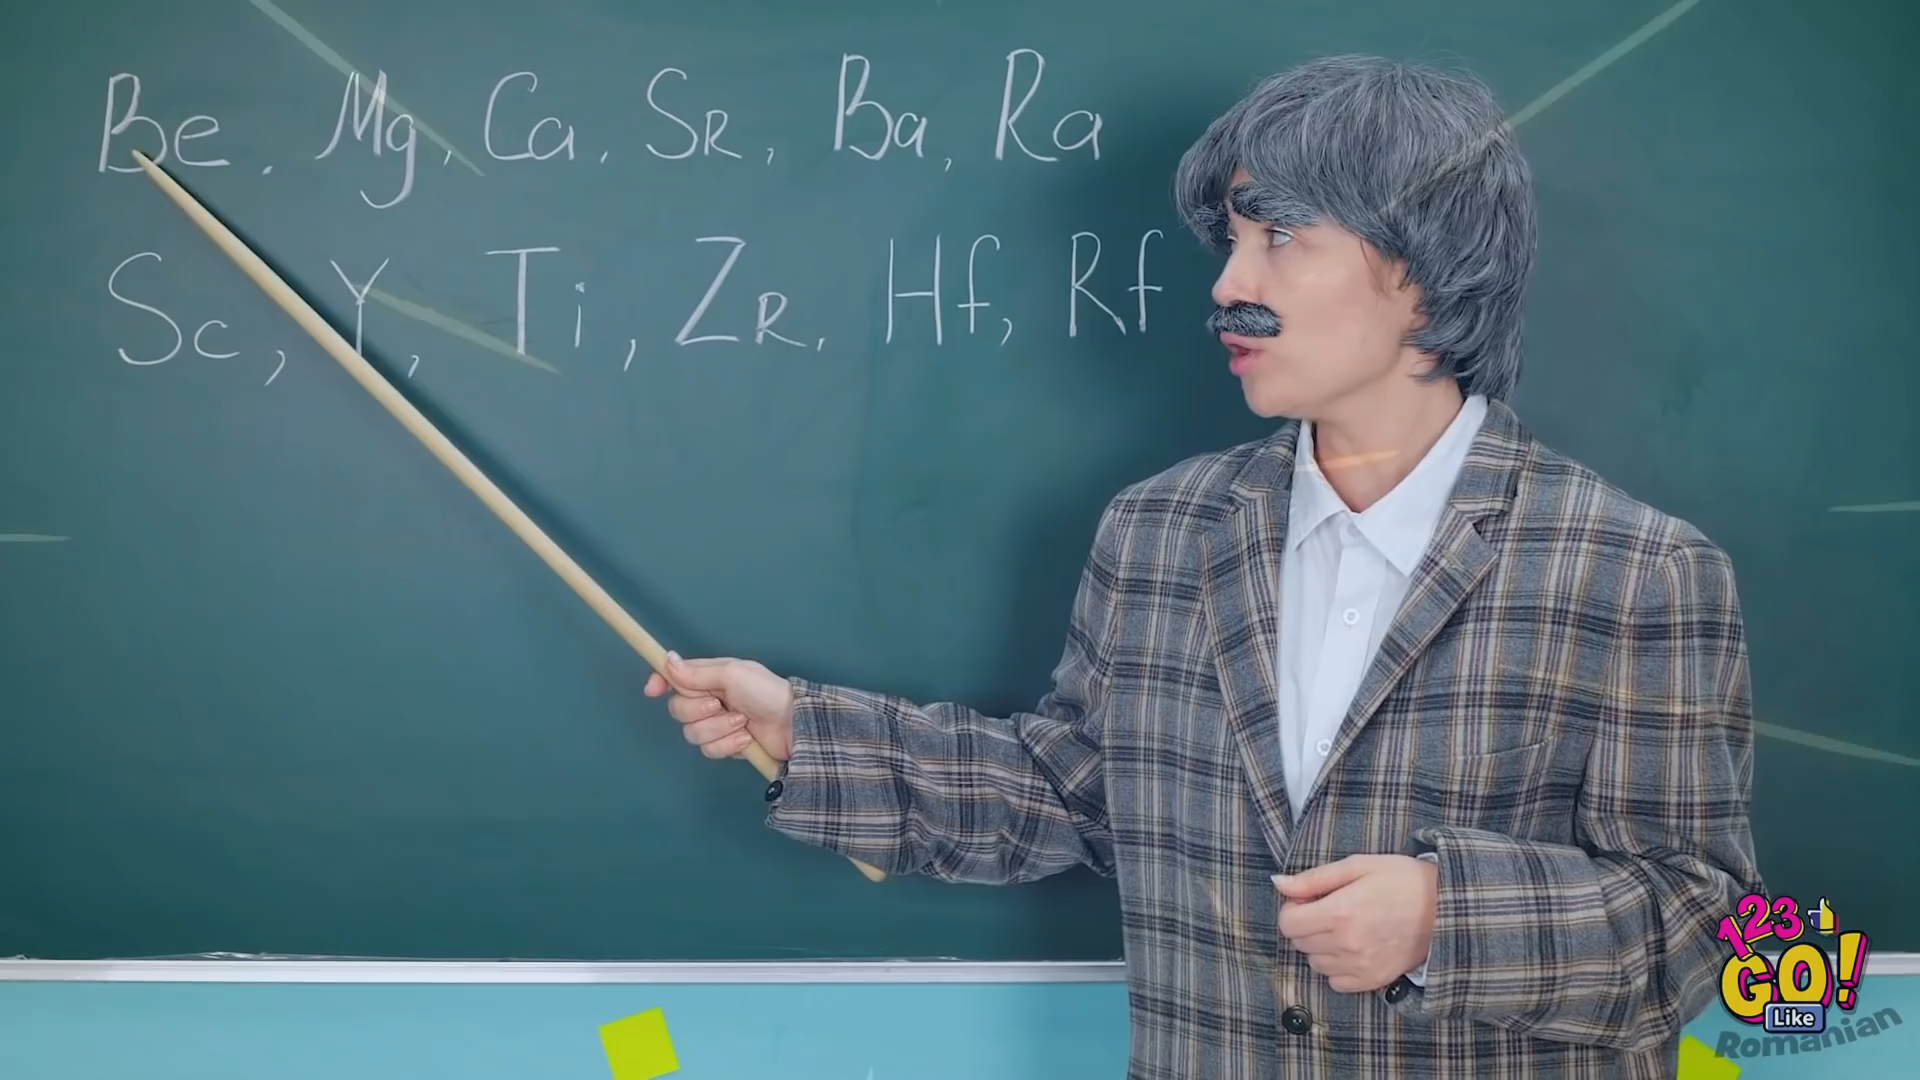 Be, Mg, Ca, SR, Ba, Ra
Sc, Y, Ti, ZR, Hf, Rf
123
GO!
Like
Romanian